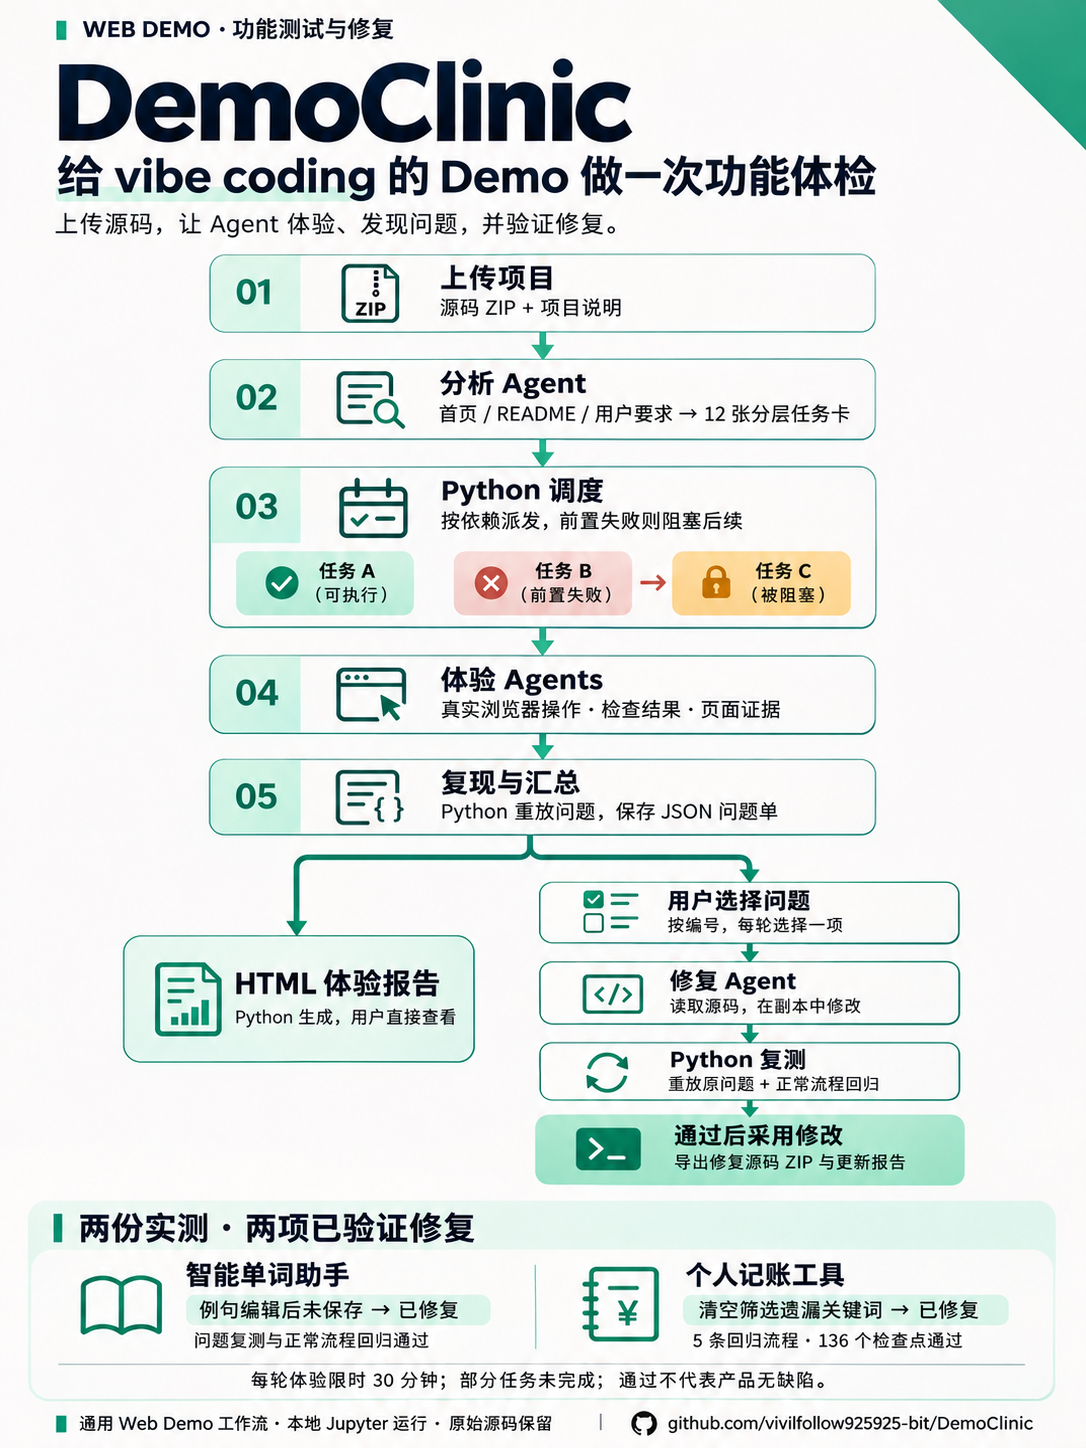 WEB DEMO · 功能测试与修复
DemoClinic
给 vibe coding 的 Demo 做一次功能体检
上传源码，让 Agent 体验、发现问题，并验证修复。
01
ZIP
上传项目
源码 ZIP + 项目说明
02
分析 Agent
首页 / README / 用户要求 → 12 张分层任务卡
03
Python 调度
按依赖派发，前置失败则阻塞后续
任务 A
（可执行）
任务 B
（前置失败）
任务 C
（被阻塞）
04
体验 Agents
真实浏览器操作 · 检查结果 · 页面证据
05
复现与汇总
Python 重放问题，保存 JSON 问题单
HTML 体验报告
Python 生成，用户直接查看
用户选择问题
按编号，每轮选择一项
修复 Agent
读取源码，在副本中修改
Python 复测
重放原问题 + 正常流程回归
通过后采用修改
导出修复源码 ZIP 与更新报告
两份实测 · 两项已验证修复
智能单词助手
例句编辑后未保存 → 已修复
问题复测与正常流程回归通过
个人记账工具
清空筛选遗漏关键词 → 已修复
5 条回归流程 · 136 个检查点通过
每轮体验限时 30 分钟；部分任务未完成；通过不代表产品无缺陷。
通用 Web Demo 工作流 · 本地 Jupyter 运行 · 原始源码保留 | github.com/vivilfollow925925-bit/DemoClinic